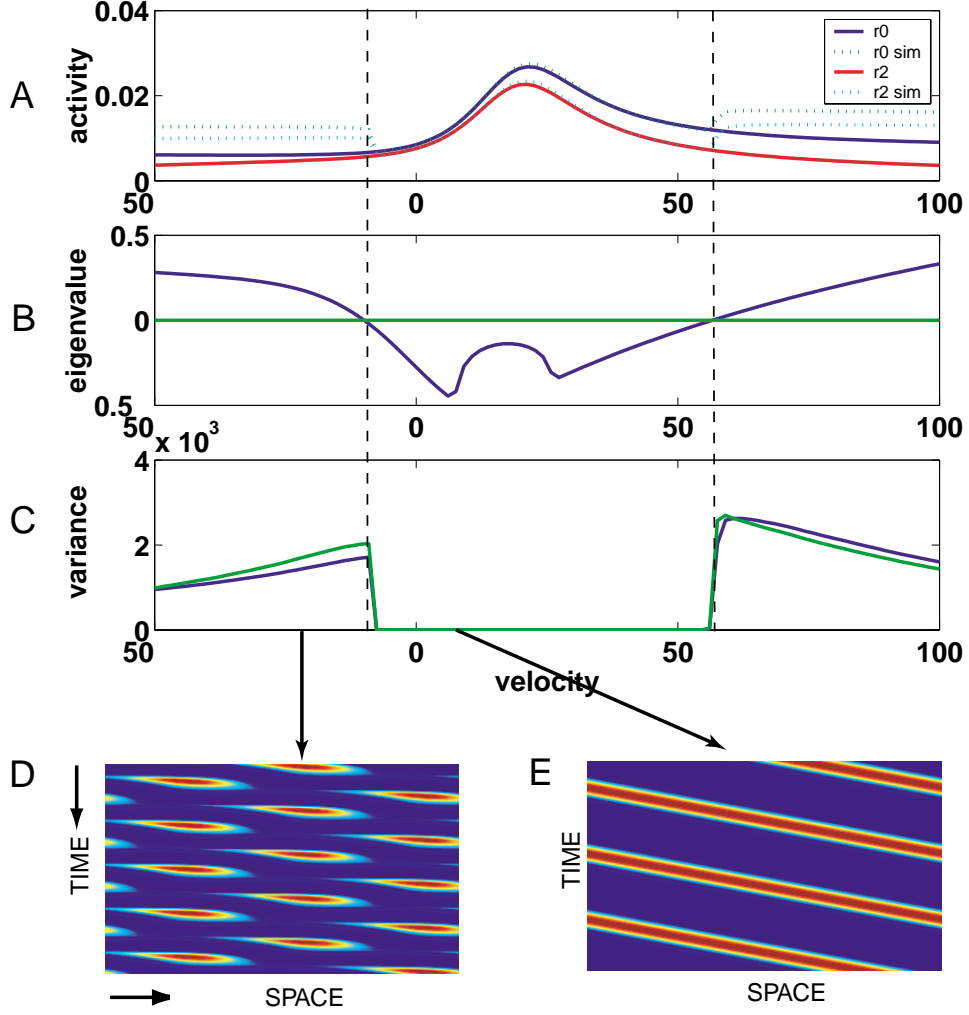 A
activity
0.04
0.02
0
r0
r0 sim
r2
r2 sim
50 0 50 100
B
eigenvalue
0.5
0
0.5
50 0 50 100
x 10^3
C
variance
4
2
0
50 0 50 100
velocity
D
TIME
SPACE
E
TIME
SPACE